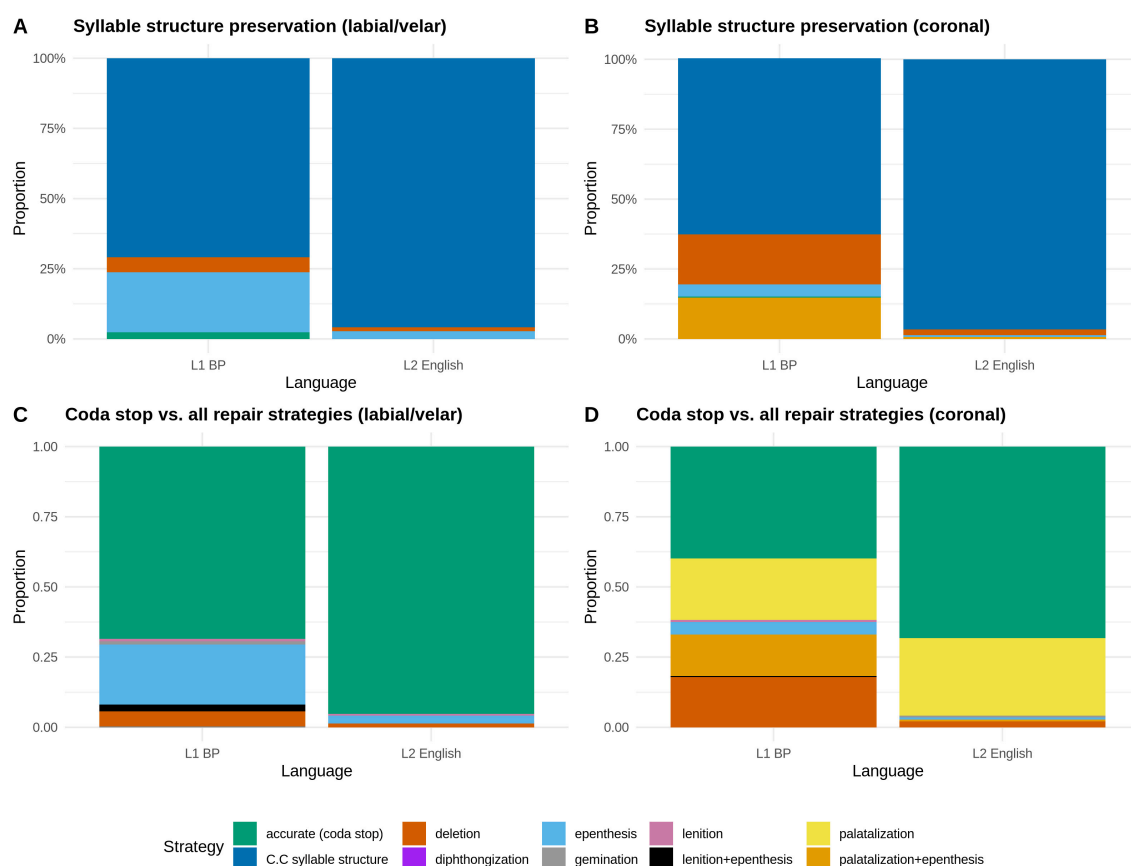 A Syllable structure preservation (labial/velar)
100%
75%
50%
25%
0%
Proportion
L1 BP L2 English
Language
B Syllable structure preservation (coronal)
100%
75%
50%
25%
0%
Proportion
L1 BP L2 English
Language
C Coda stop vs. all repair strategies (labial/velar)
1.00
0.75
0.50
0.25
0.00
Proportion
L1 BP L2 English
Language
D Coda stop vs. all repair strategies (coronal)
1.00
0.75
0.50
0.25
0.00
Proportion
L1 BP L2 English
Language
Strategy
accurate (coda stop) deletion epenthesis lenition palatalization
C.C syllable structure diphthongization gemination lenition+epenthesis palatalization+epenthesis